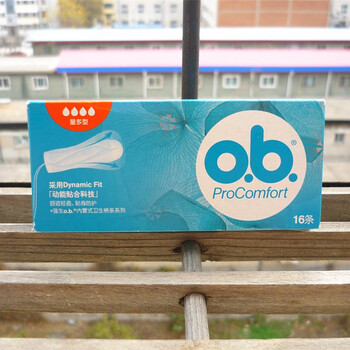 量多型
o.b.®
ProComfort
采用Dynamic Fit
「动能贴合科技」
舒适轻盈，贴身防护
16条